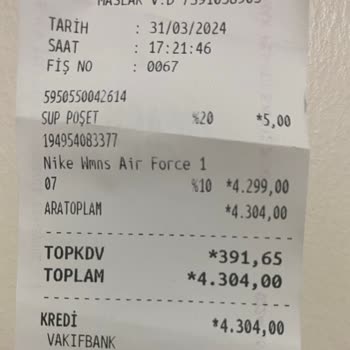 MASLAK V.D
TARİH : 31/03/2024
SAAT : 17:21:46
FİŞ NO : 0067
5950550042614
SUP POŞET %20 *5,00
194954083377
Nike Wmns Air Force 1
07 %10 *4.299,00
ARATOPLAM *4.304,00
TOPKDV *391,65
TOPLAM *4.304,00
KREDİ *4.304,00
VAKIFBANK